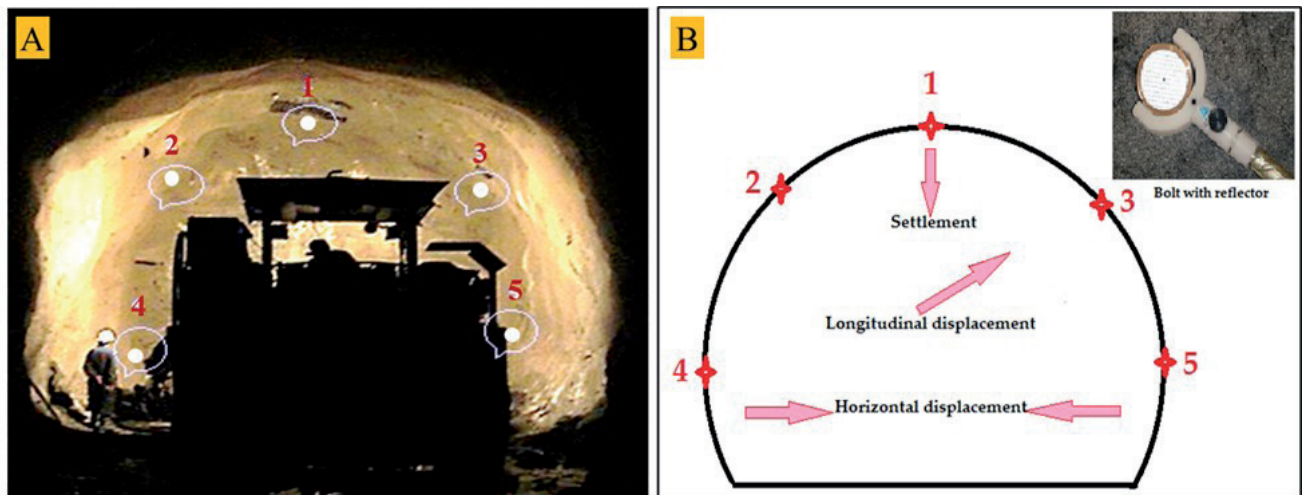 A
1
2
3
4
5
B
Bolt with reflector
1
2
3
Settlement
Longitudinal displacement
4
5
Horizontal displacement